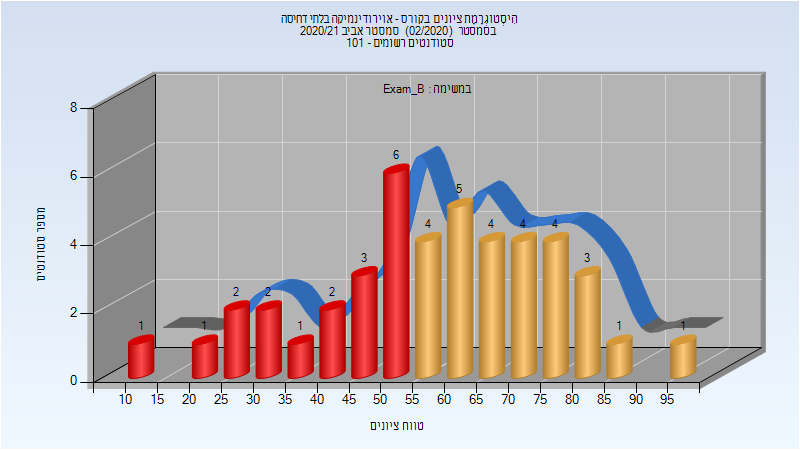 היסטוגרמת ציונים בקורס - אוירודינמיקה בלתי דחיסה
בסמסטר (02/2020) סמסטר אביב 2020/21
סטודנטים רשומים - 101
במשימה : Exam_B
מספר סטודנטים
8
6
4
2
0
1 1 2 2 1 2 3 6 4 5 4 4 4 3 1 1
10 20 25 30 35 40 45 50 55 60 65 70 75 80 85 90 95
טווח ציונים